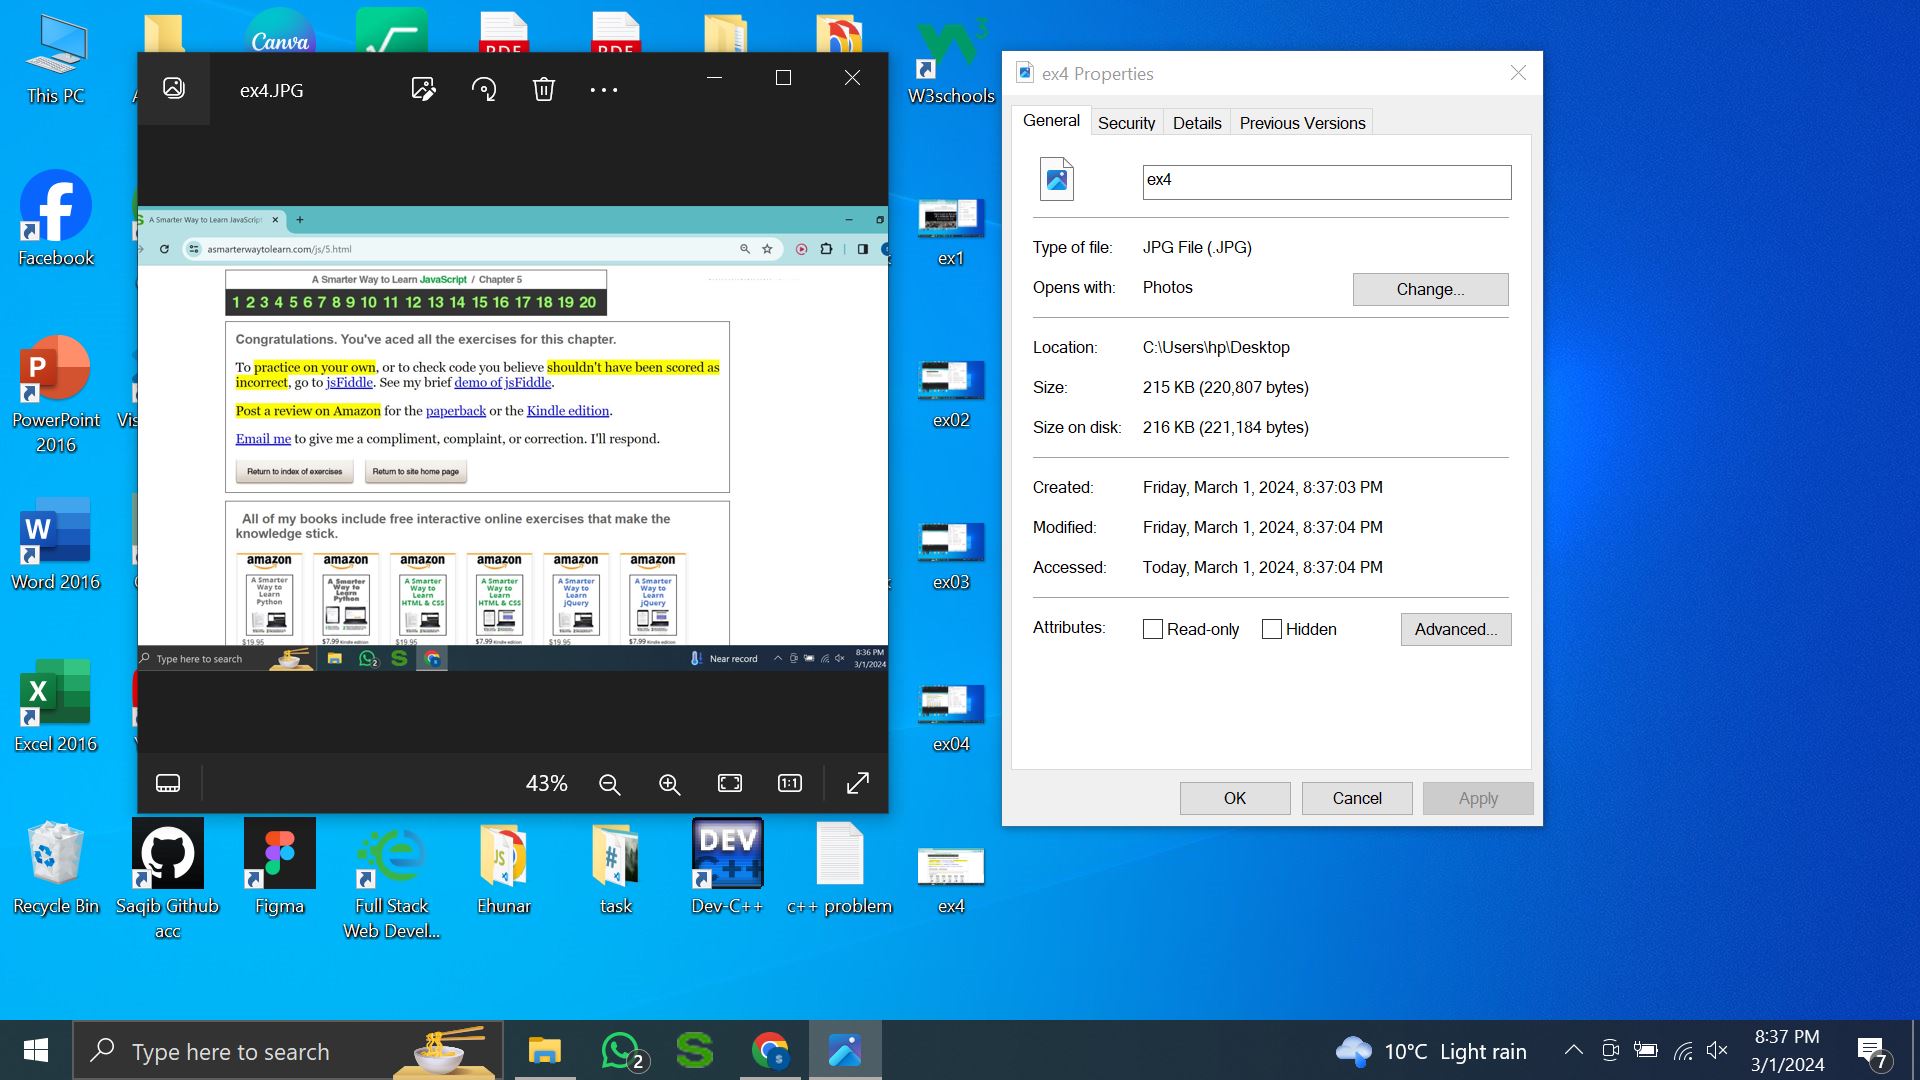 This PC
Canva
PDF
PDF
W3schools
Facebook
PowerPoint
2016
Word 2016
Excel 2016
Recycle Bin
ex4.JPG
A Smarter Way to Learn JavaScript
asmarterwaytolearn.com/js/5.html
A Smarter Way to Learn JavaScript / Chapter 5
1 2 3 4 5 6 7 8 9 10 11 12 13 14 15 16 17 18 19 20
Congratulations. You've aced all the exercises for this chapter.
To practice on your own, or to check code you believe shouldn't have been scored as
incorrect, go to jsFiddle. See my brief demo of jsFiddle.
Post a review on Amazon for the paperback or the Kindle edition.
Email me to give me a compliment, complaint, or correction. I'll respond.
Return to index of exercises
Return to site home page
All of my books include free interactive online exercises that make the
knowledge stick.
amazon amazon amazon amazon amazon amazon
A Smarter Way to Learn Python
A Smarter Way to Learn Python
A Smarter Way to Learn HTML & CSS
A Smarter Way to Learn HTML & CSS
A Smarter Way to Learn jQuery
A Smarter Way to Learn jQuery
$19.95 $7.99 Kindle edition $19.95 $7.99 Kindle edition $19.95 $7.99 Kindle edition
Type here to search
2
Near record
8:36 PM
3/1/2024
43%
1:1
Saqib Github
acc
Figma
Full Stack
Web Devel...
Ehunar
task
DEV
C++
Dev-C++
c++ problem
ex1
ex02
ex03
ex04
ex4
ex4 Properties
General
Security
Details
Previous Versions
ex4
Type of file: JPG File (.JPG)
Opens with: Photos
Change...
Location: C:\Users\hp\Desktop
Size: 215 KB (220,807 bytes)
Size on disk: 216 KB (221,184 bytes)
Created: Friday, March 1, 2024, 8:37:03 PM
Modified: Friday, March 1, 2024, 8:37:04 PM
Accessed: Today, March 1, 2024, 8:37:04 PM
Attributes: Read-only Hidden
Advanced...
OK
Cancel
Apply
Type here to search
2
10°C Light rain
8:37 PM
3/1/2024
7